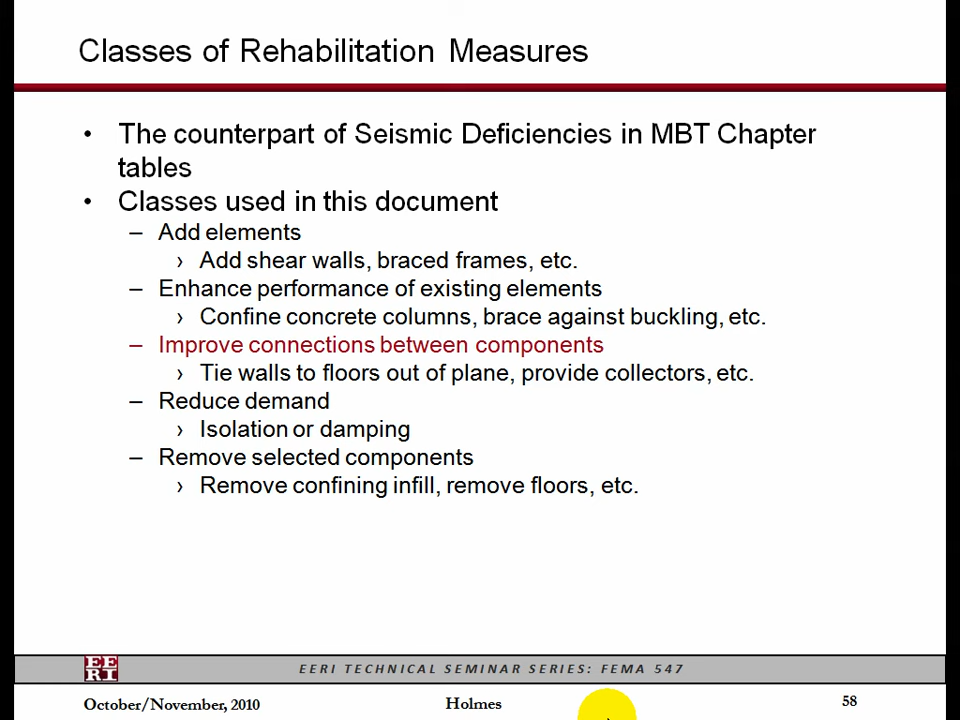 Classes of Rehabilitation Measures
• The counterpart of Seismic Deficiencies in MBT Chapter
tables
• Classes used in this document
– Add elements
› Add shear walls, braced frames, etc.
– Enhance performance of existing elements
› Confine concrete columns, brace against buckling, etc.
– Improve connections between components
› Tie walls to floors out of plane, provide collectors, etc.
– Reduce demand
› Isolation or damping
– Remove selected components
› Remove confining infill, remove floors, etc.
EE
RI
EERI TECHNICAL SEMINAR SERIES: FEMA 547
October/November, 2010
Holmes
58